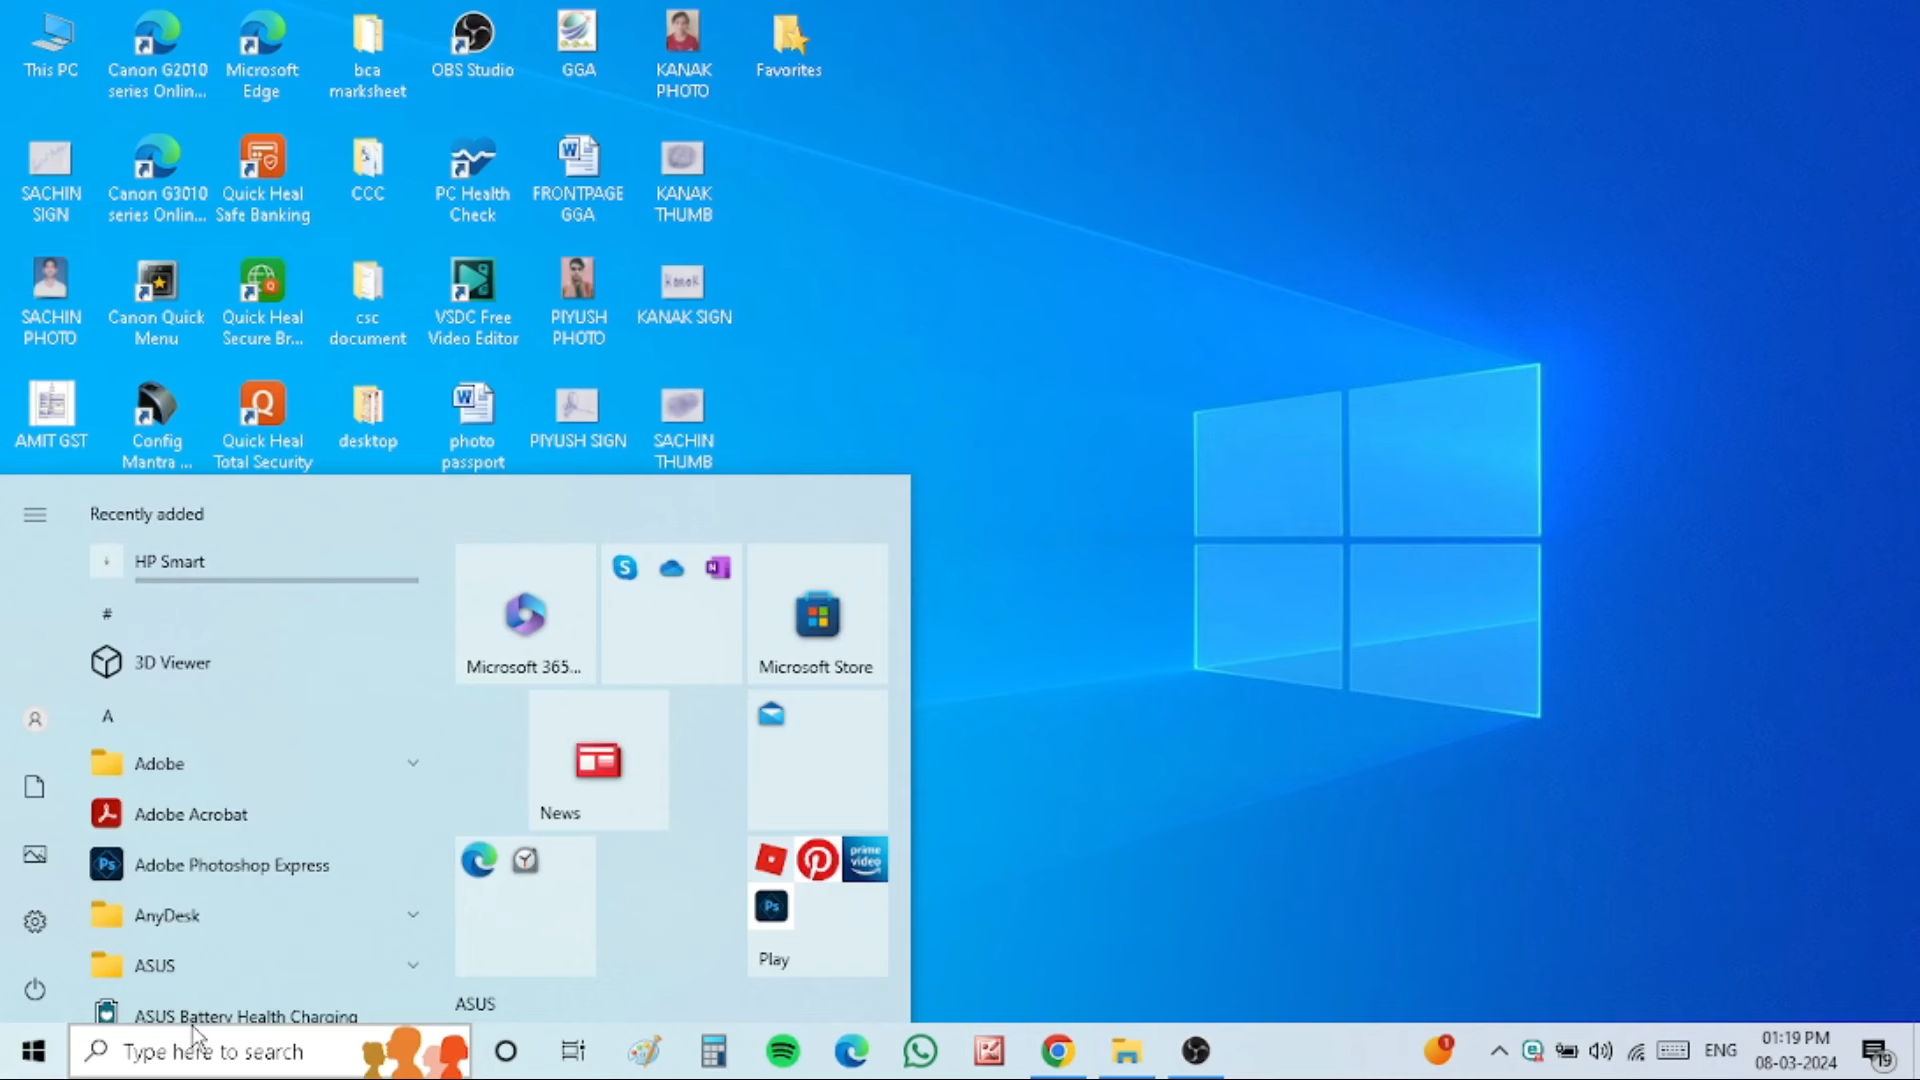 This PC
Canon G2010
series Onlin...
Microsoft
Edge
bca
marksheet
OBS Studio
GGA
KANAK
PHOTO
Favorites
SACHIN
SIGN
Canon G3010
series Onlin...
Quick Heal
Safe Banking
CCC
PC Health
Check
FRONTPAGE
GGA
KANAK
THUMB
SACHIN
PHOTO
Canon Quick
Menu
Quick Heal
Secure Br...
csc
document
VSDC Free
Video Editor
PIYUSH
PHOTO
KANAK SIGN
AMIT GST
Config
Mantra ...
Quick Heal
Total Security
desktop
photo
passport
PIYUSH SIGN
SACHIN
THUMB
Recently added
HP Smart
#
3D Viewer
A
Adobe
Adobe Acrobat
Adobe Photoshop Express
AnyDesk
ASUS
ASUS Battery Health Charging
Microsoft 365...
Microsoft Store
News
prime
video
Play
ASUS
Type here to search
ENG
01:19 PM
08-03-2024
19